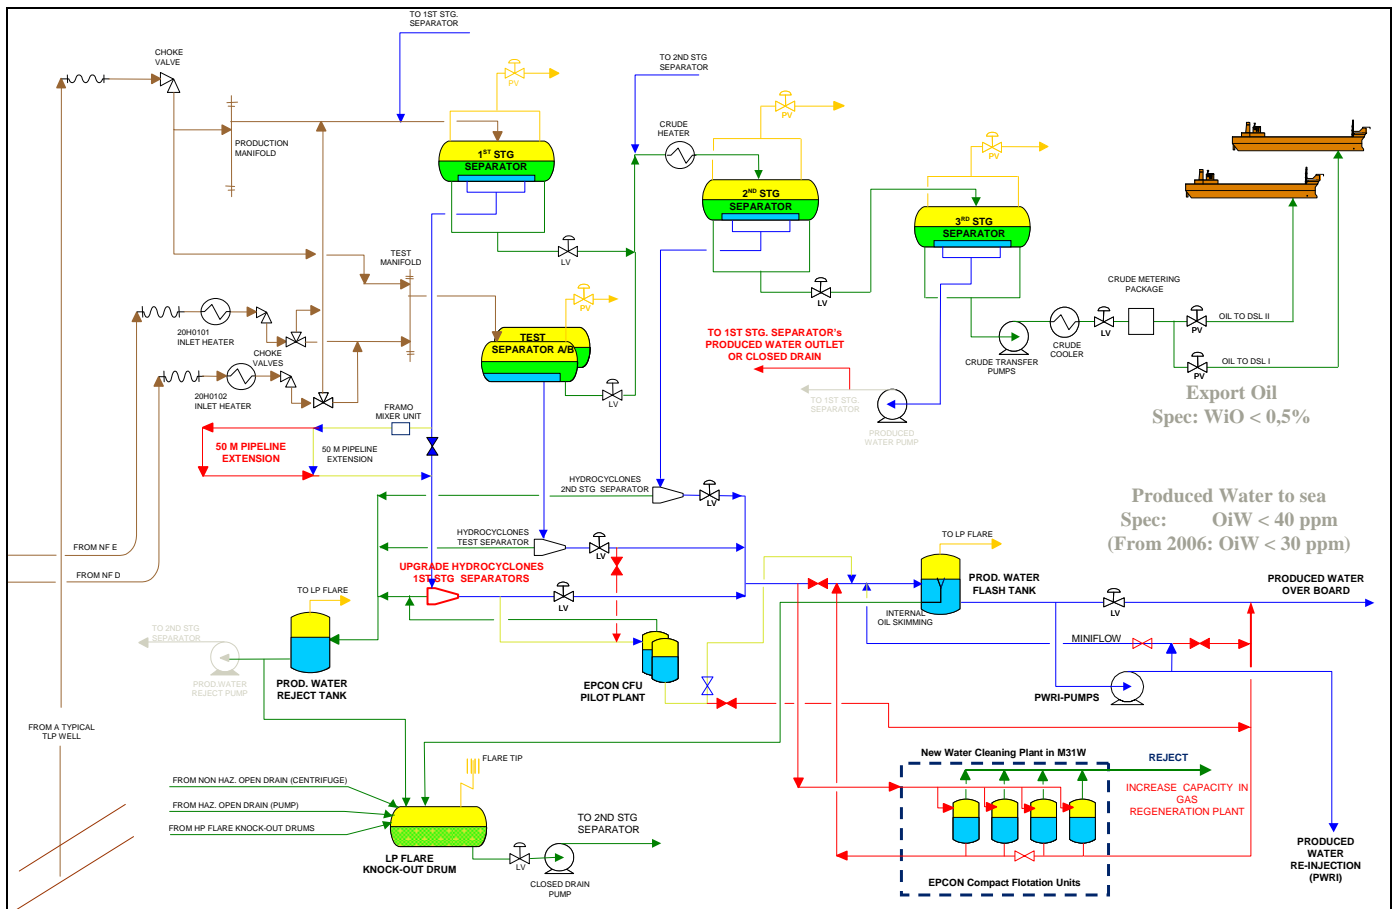 TO 1ST STG.
SEPARATOR
CHOKE
VALVE
PV
TO 2ND STG
SEPARATOR
PV
CRUDE
HEATER
PV
PRODUCTION
MANIFOLD
1ST STG
SEPARATOR
2ND STG
SEPARATOR
3RD STG
SEPARATOR
LV
TEST
MANIFOLD
LV
CRUDE METERING
PACKAGE
PV
20H0101
INLET HEATER
CHOKE
VALVES
TEST
SEPARATOR A/B
TO 1ST STG. SEPARATOR's
PRODUCED WATER OUTLET
OR CLOSED DRAIN
CRUDE TRANSFER
PUMPS
CRUDE
COOLER
LV
PV
OIL TO DSL II
OIL TO DSL I
PV
20H0102
INLET HEATER
LV
TO 1ST STG.
SEPARATOR
PRODUCED
WATER PUMP
Export Oil
Spec: WiO < 0,5%
FRAMO
MIXER UNIT
50 M PIPELINE
EXTENSION
50 M PIPELINE
EXTENSION
HYDROCYCLONES
2ND STG SEPARATOR
LV
Produced Water to sea
Spec: OiW < 40 ppm
(From 2006: OiW < 30 ppm)
HYDROCYCLONES
TEST SEPARATOR
LV
FROM NF E
FROM NF D
UPGRADE HYDROCYCLONES
1ST STG SEPARATORS
LV
TO LP FLARE
PROD. WATER
FLASH TANK
INTERNAL
OIL SKIMMING
LV
PRODUCED WATER
OVER BOARD
TO LP FLARE
TO 2ND STG
SEPARATOR
PROD.WATER
REJECT PUMP
PROD. WATER
REJECT TANK
EPCON CFU
PILOT PLANT
MINIFLOW
PWRI-PUMPS
FROM A TYPICAL
TLP WELL
FLARE TIP
New Water Cleaning Plant in M31W
REJECT
INCREASE CAPACITY IN
GAS
REGENERATION PLANT
FROM NON HAZ. OPEN DRAIN (CENTRIFUGE)
FROM HAZ. OPEN DRAIN (PUMP)
FROM HP FLARE KNOCK-OUT DRUMS
TO 2ND STG
SEPARATOR
LP FLARE
KNOCK-OUT DRUM
LV
CLOSED DRAIN
PUMP
EPCON Compact Flotation Units
PRODUCED
WATER
RE-INJECTION
(PWRI)